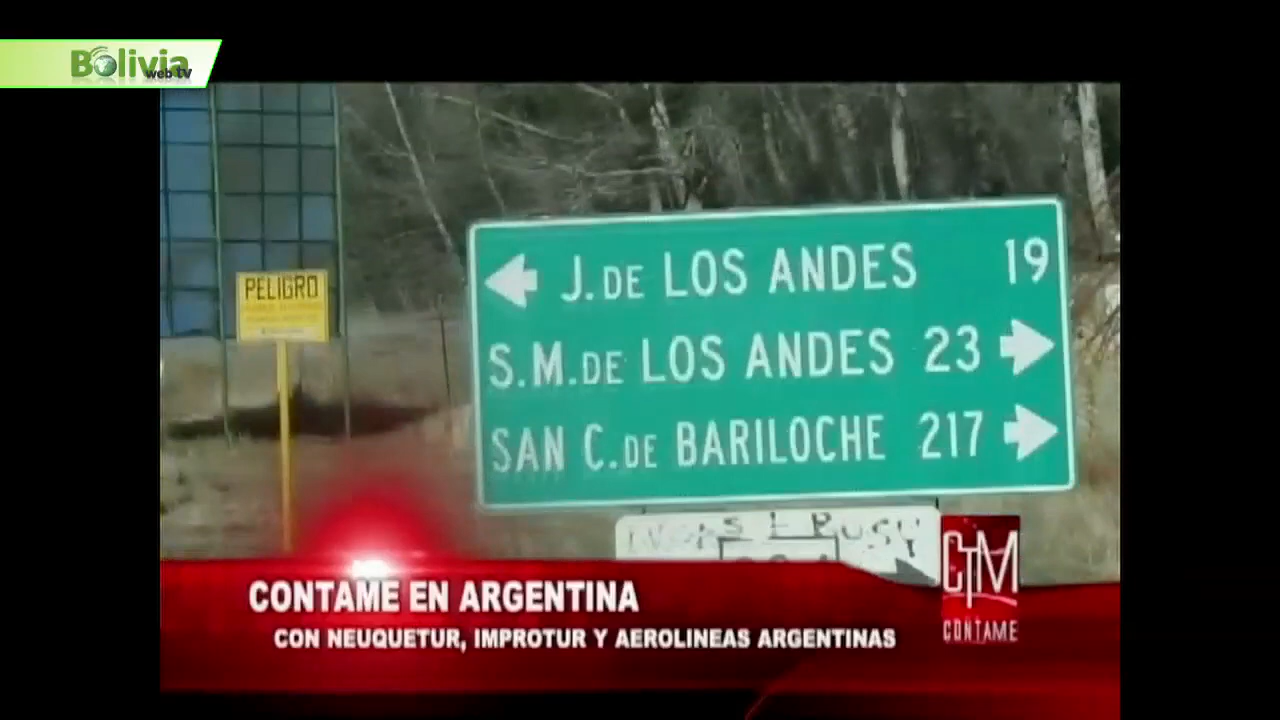 Bolivia
web tv
PELIGRO
J. DE LOS ANDES 19
S.M. DE LOS ANDES 23
SAN C. DE BARILOCHE 217
CTM
CONTAME
CONTAME EN ARGENTINA
CON NEUQUETUR, IMPROTUR Y AEROLINEAS ARGENTINAS